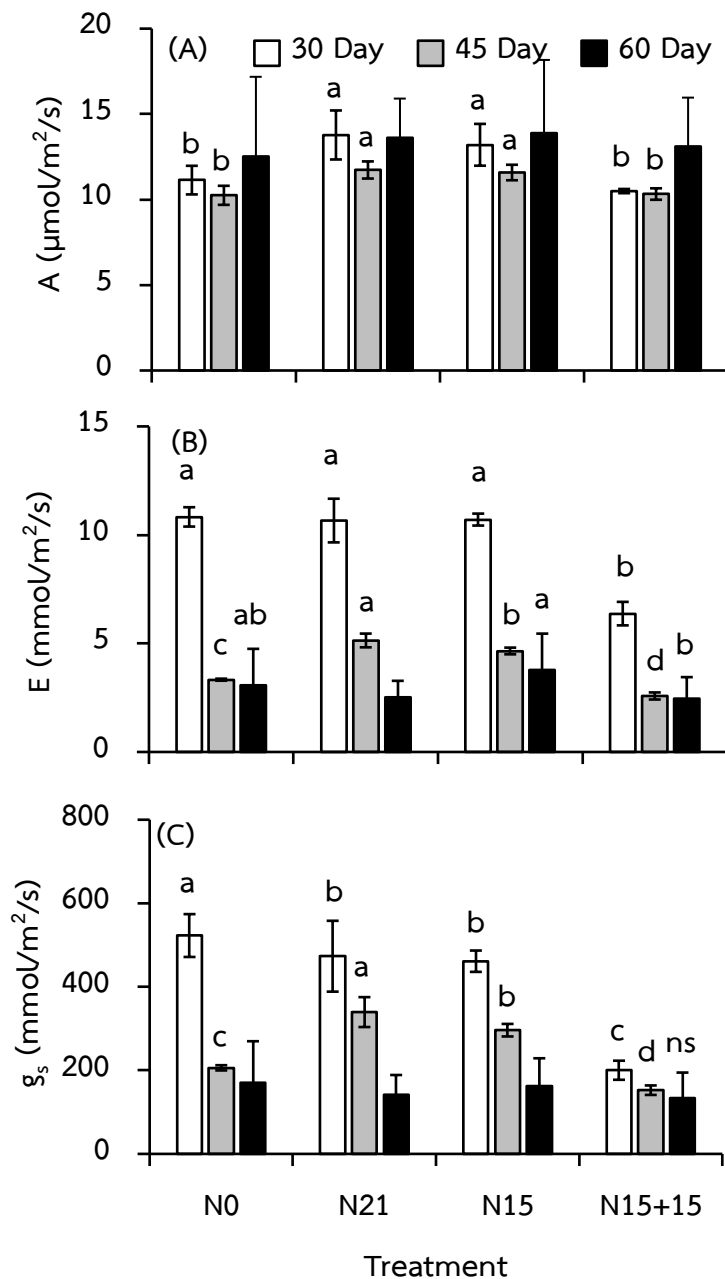 (A) 30 Day 45 Day 60 Day
20
15
10
5
0
A (μmol/m²/s)
b b a a a a b b
(B)
15
10
5
0
E (mmol/m²/s)
a c ab a a a b a b d b
(C)
800
600
400
200
0
gₛ (mmol/m²/s)
a c b a b b c d ns
N0 N21 N15 N15+15
Treatment